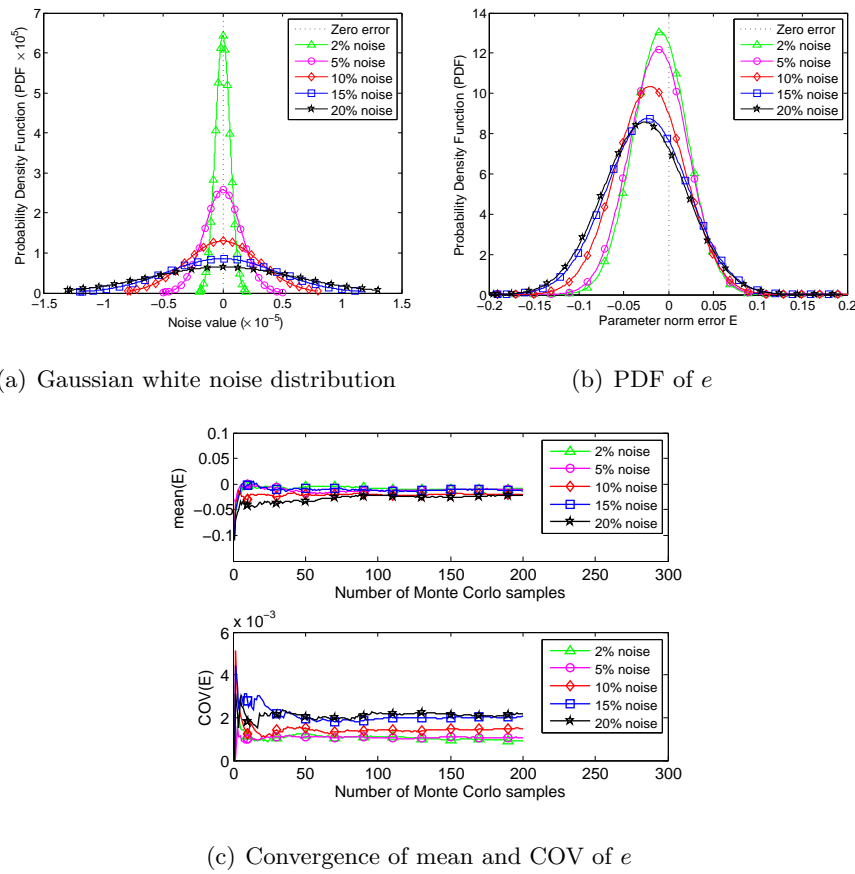 Probability Density Function (PDF ×10^5)
7
6
5
4
3
2
1
0
−1.5 −1 −0.5 0 0.5 1 1.5
Noise value (×10^−5)
Zero error
2% noise
5% noise
10% noise
15% noise
20% noise
(a) Gaussian white noise distribution
Probability Density Function (PDF)
14
12
10
8
6
4
2
0
−0.2 −0.15 −0.1 −0.05 0 0.05 0.1 0.15 0.2
Parameter norm error E
Zero error
2% noise
5% noise
10% noise
15% noise
20% noise
(b) PDF of e
mean(E)
0.1
0.05
0
−0.05
−0.1
0 50 100 150 200 250 300
Number of Monte Corlo samples
2% noise
5% noise
10% noise
15% noise
20% noise
x 10^−3
COV(E)
6
4
2
0
0 50 100 150 200 250 300
Number of Monte Corlo samples
2% noise
5% noise
10% noise
15% noise
20% noise
(c) Convergence of mean and COV of e